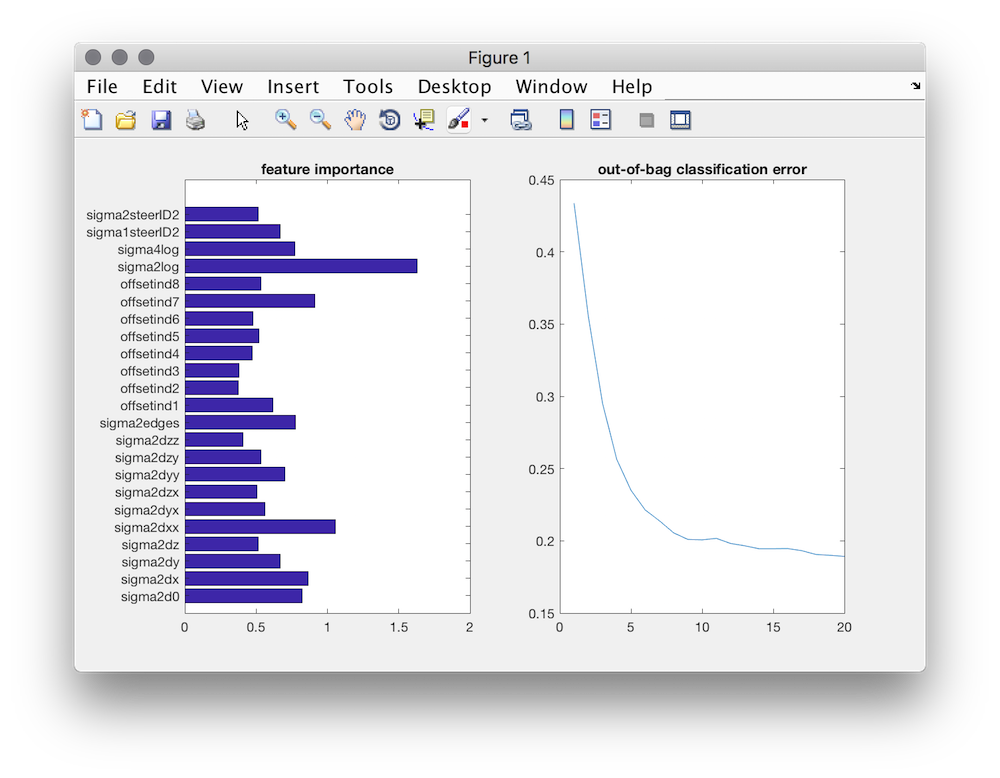 Figure 1
File Edit View Insert Tools Desktop Window Help
feature importance
sigma2steerID2
sigma1steerID2
sigma4log
sigma2log
offsetind8
offsetind7
offsetind6
offsetind5
offsetind4
offsetind3
offsetind2
offsetind1
sigma2edges
sigma2dzz
sigma2dzy
sigma2dyy
sigma2dzx
sigma2dyx
sigma2dxx
sigma2dz
sigma2dy
sigma2dx
sigma2d0
0 0.5 1 1.5 2
out-of-bag classification error
0.45
0.4
0.35
0.3
0.25
0.2
0.15
0 5 10 15 20